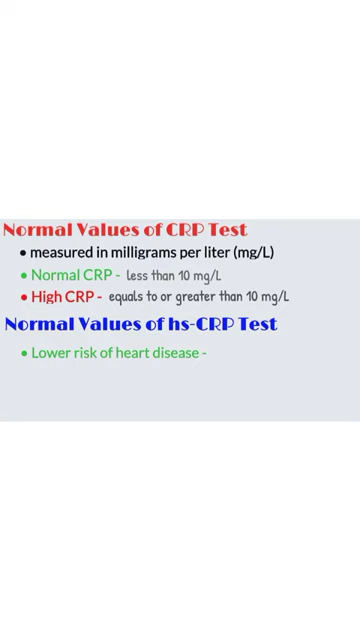 Normal Values of CRP Test
• measured in milligrams per liter (mg/L)
• Normal CRP - less than 10 mg/L
• High CRP - equals to or greater than 10 mg/L
Normal Values of hs-CRP Test
• Lower risk of heart disease -